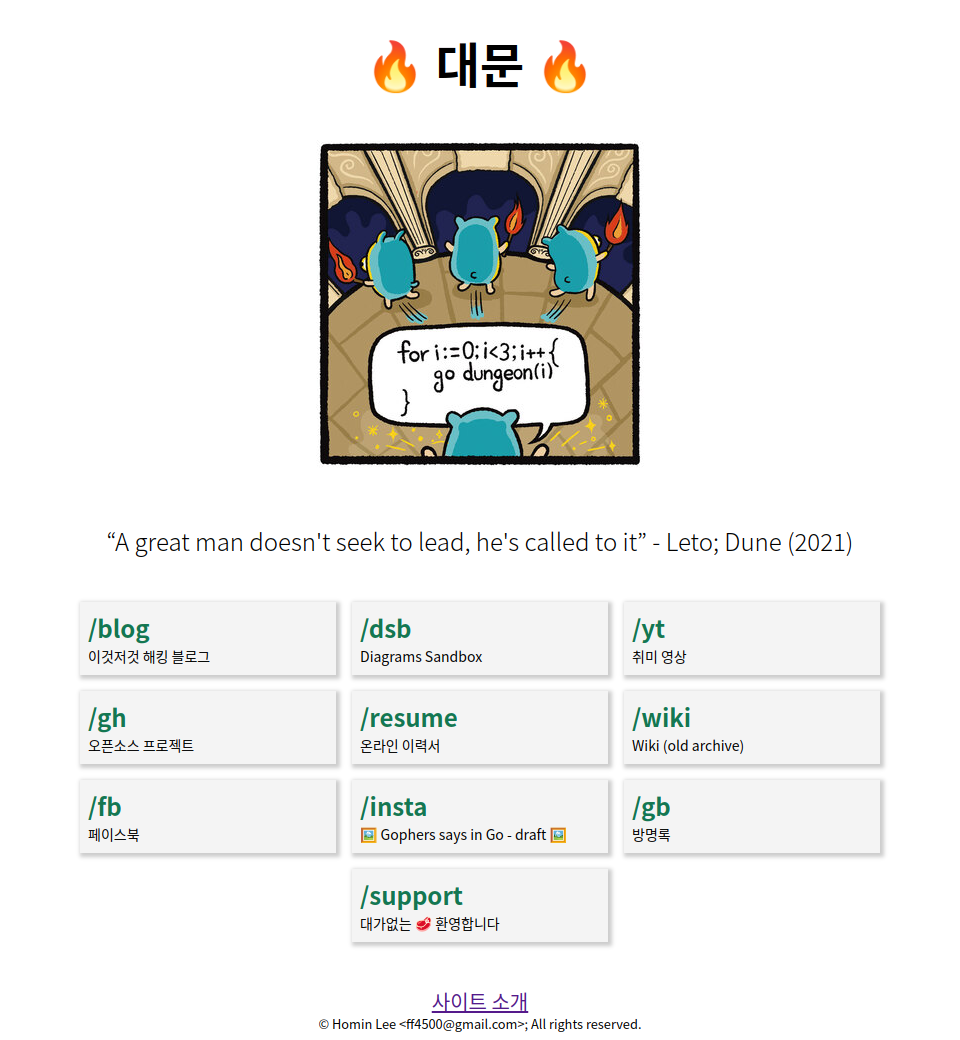 🔥 대문 🔥
for i:=0;i<3;i++{
go dungeon(i)
}
“A great man doesn't seek to lead, he's called to it” - Leto; Dune (2021)
/blog
이것저것 해킹 블로그
/dsb
Diagrams Sandbox
/yt
취미 영상
/gh
오픈소스 프로젝트
/resume
온라인 이력서
/wiki
Wiki (old archive)
/fb
페이스북
/insta
🖼️ Gophers says in Go - draft 🖼️
/gb
방명록
/support
대가없는 🥩 환영합니다
사이트 소개
© Homin Lee <ff4500@gmail.com>; All rights reserved.